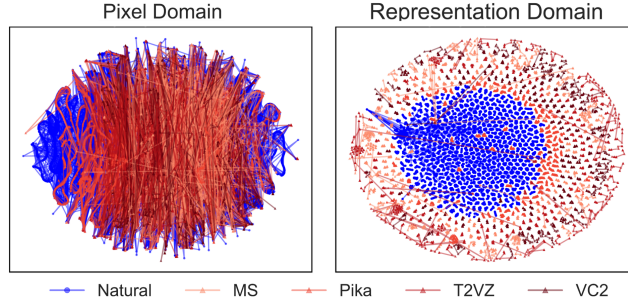 Pixel Domain
Representation Domain
Natural MS Pika T2VZ VC2